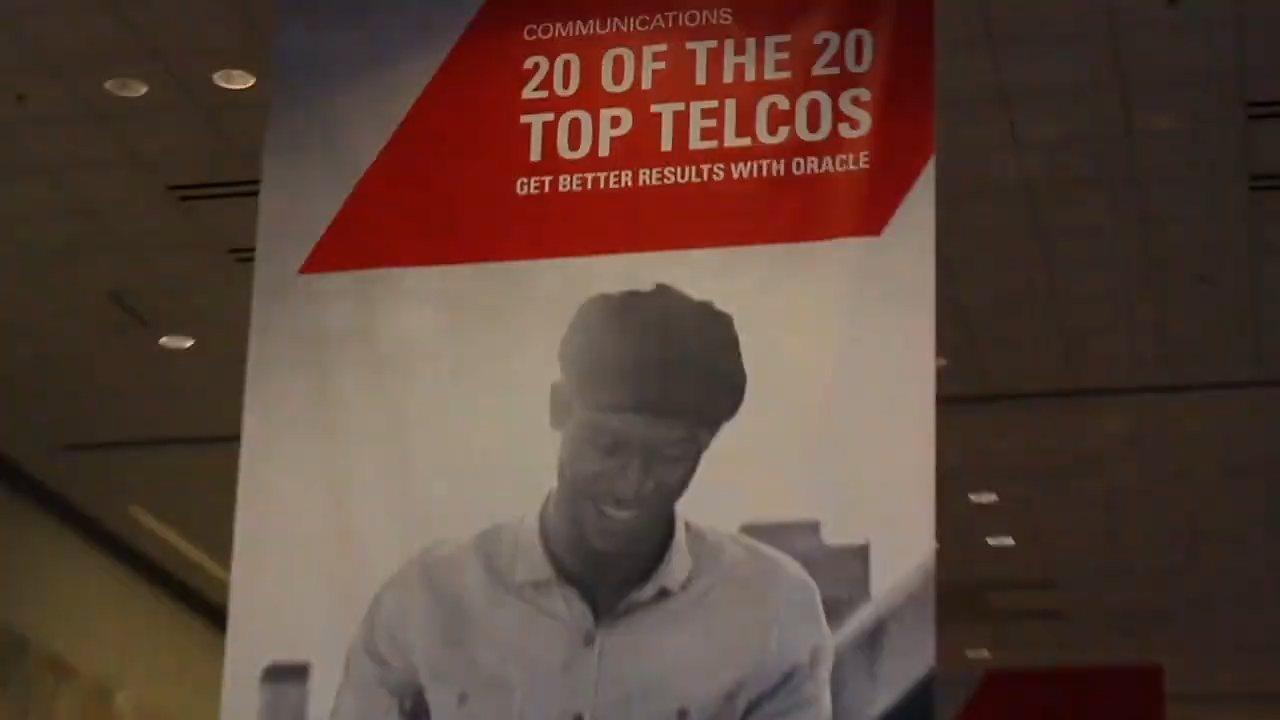 COMMUNICATIONS
20 OF THE 20
TOP TELCOS
GET BETTER RESULTS WITH ORACLE